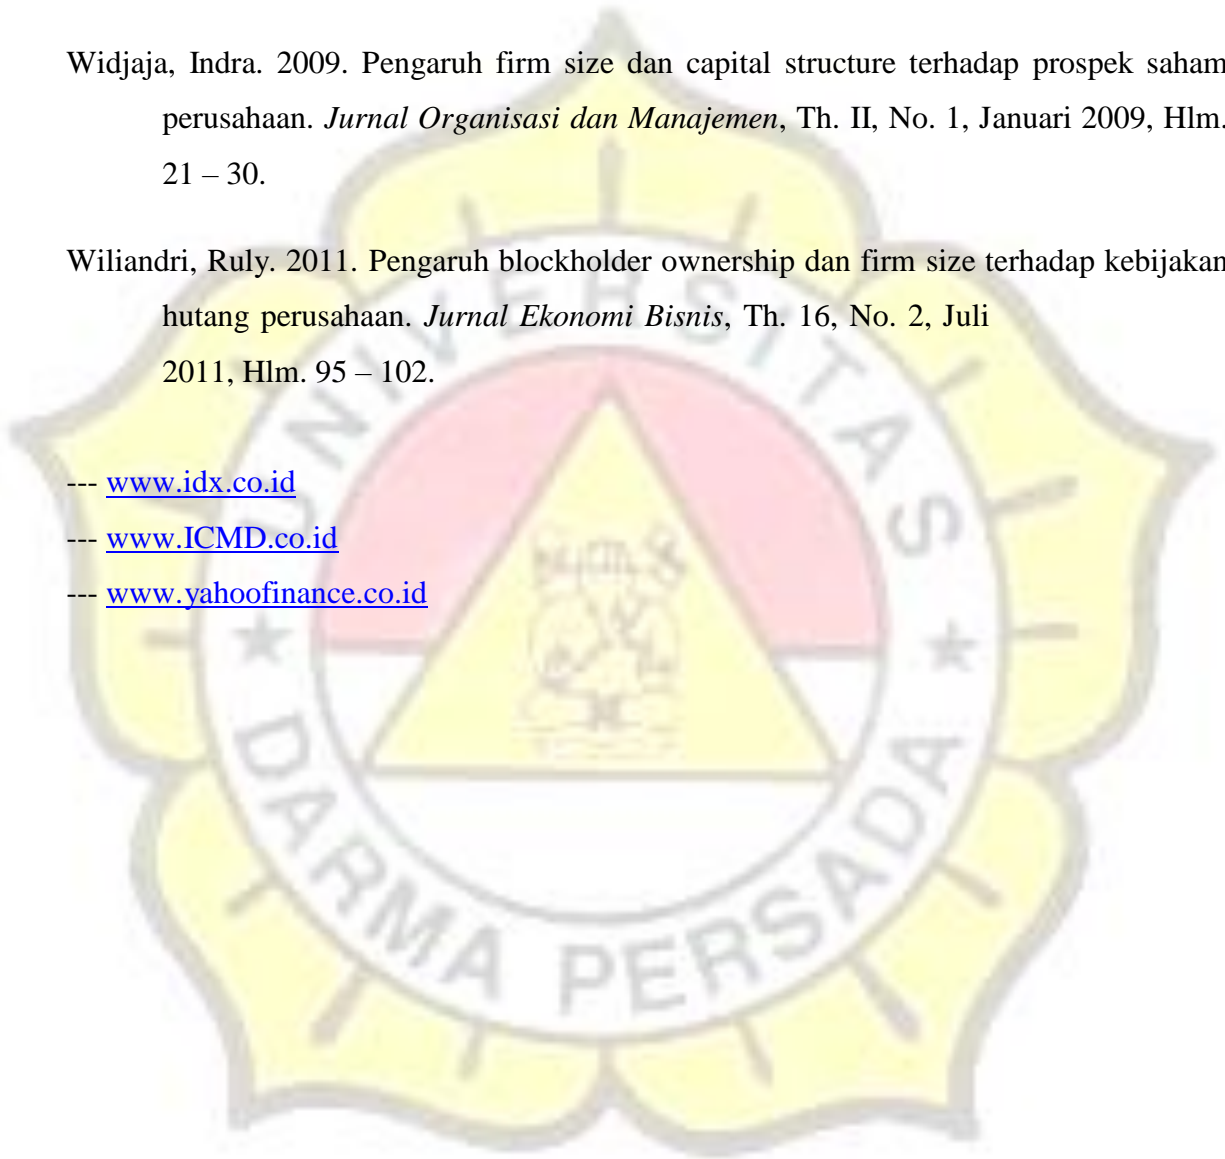 Widjaja, Indra. 2009. Pengaruh firm size dan capital structure terhadap prospek saham
perusahaan. Jurnal Organisasi dan Manajemen, Th. II, No. 1, Januari 2009, Hlm.
21 – 30.
Wiliandri, Ruly. 2011. Pengaruh blockholder ownership dan firm size terhadap kebijakan
hutang perusahaan. Jurnal Ekonomi Bisnis, Th. 16, No. 2, Juli
2011, Hlm. 95 – 102.
--- www.idx.co.id
--- www.ICMD.co.id
--- www.yahoofinance.co.id
UNIVERSITAS
DARMA PERSADA